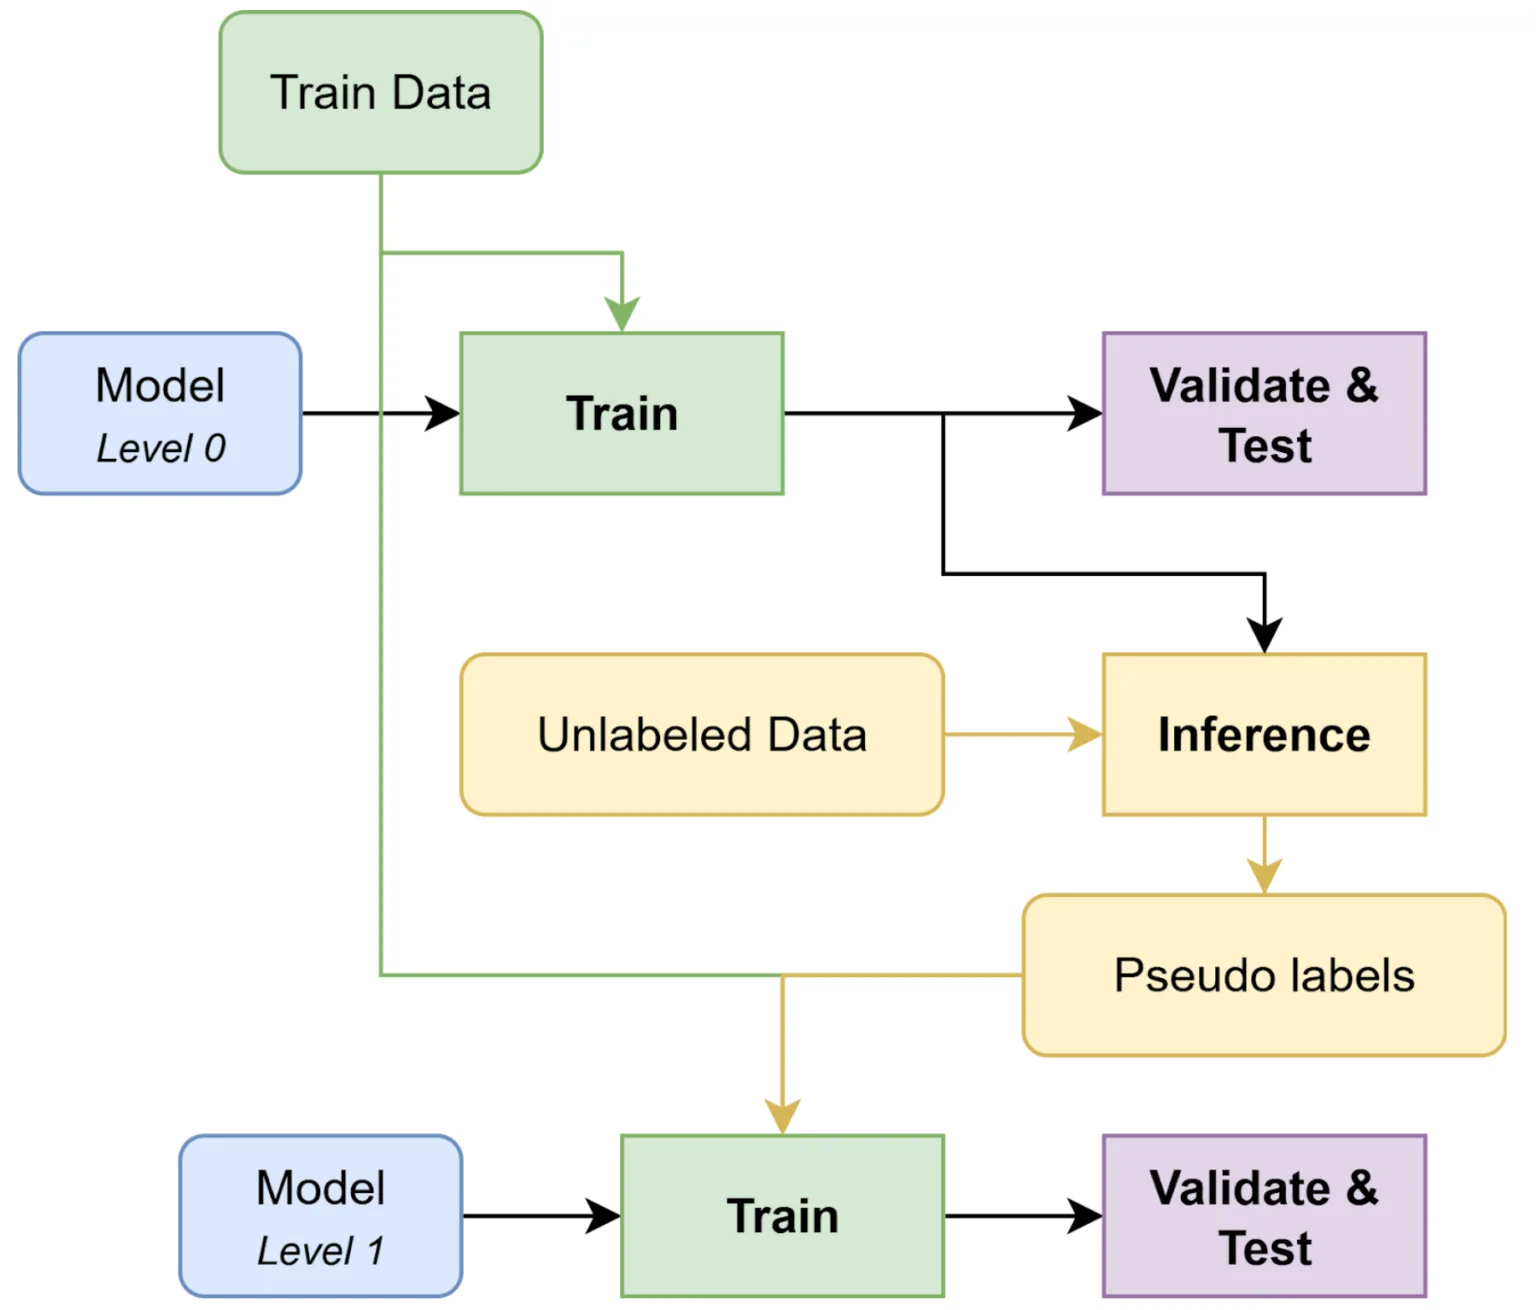 Train Data
Model
Level 0
Train
Validate &
Test
Unlabeled Data
Inference
Pseudo labels
Model
Level 1
Train
Validate &
Test